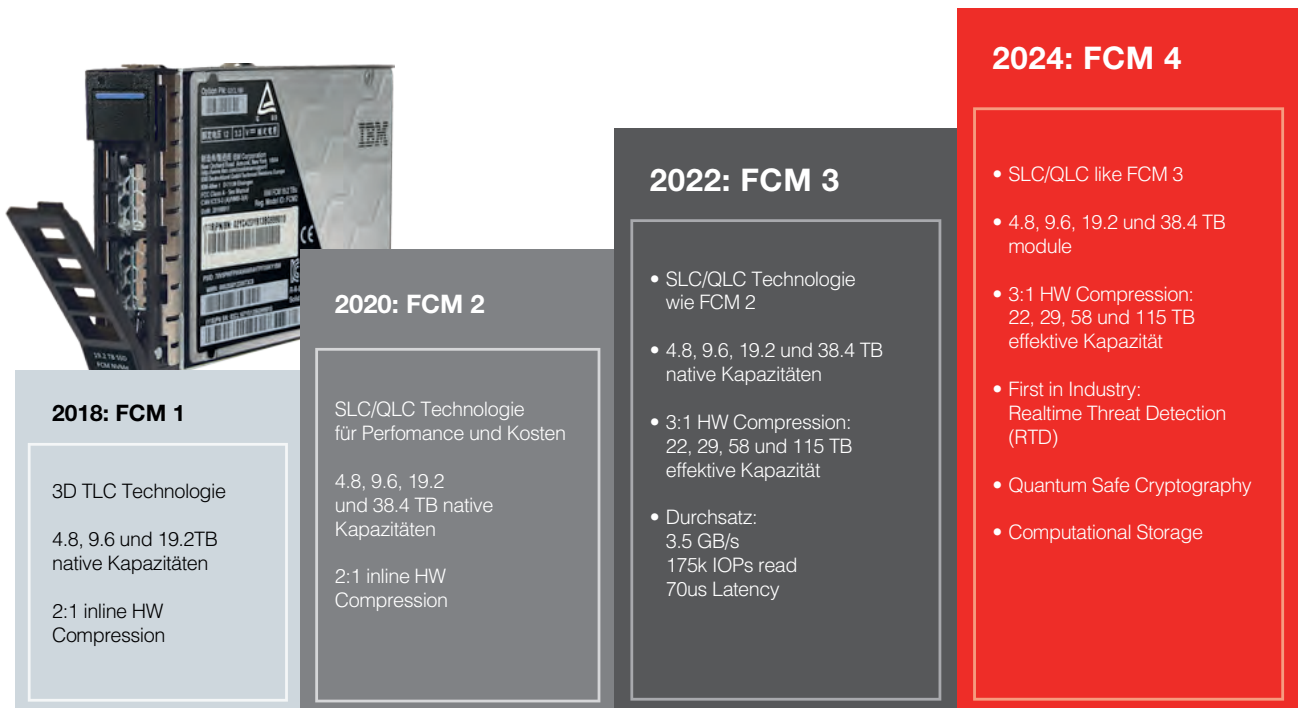 IBM
19.2 TB SSD
FCM NVMe
2018: FCM 1
3D TLC Technologie
4.8, 9.6 und 19.2TB
native Kapazitäten
2:1 inline HW
Compression
2020: FCM 2
SLC/QLC Technologie
für Perfomance und Kosten
4.8, 9.6, 19.2
und 38.4 TB native
Kapazitäten
2:1 inline HW
Compression
2022: FCM 3
• SLC/QLC Technologie
wie FCM 2
• 4.8, 9.6, 19.2 und 38.4 TB
native Kapazitäten
• 3:1 HW Compression:
22, 29, 58 und 115 TB
effektive Kapazität
• Durchsatz:
3.5 GB/s
175k IOPs read
70us Latency
2024: FCM 4
• SLC/QLC like FCM 3
• 4.8, 9.6, 19.2 und 38.4 TB
module
• 3:1 HW Compression:
22, 29, 58 und 115 TB
effektive Kapazität
• First in Industry:
Realtime Threat Detection
(RTD)
• Quantum Safe Cryptography
• Computational Storage